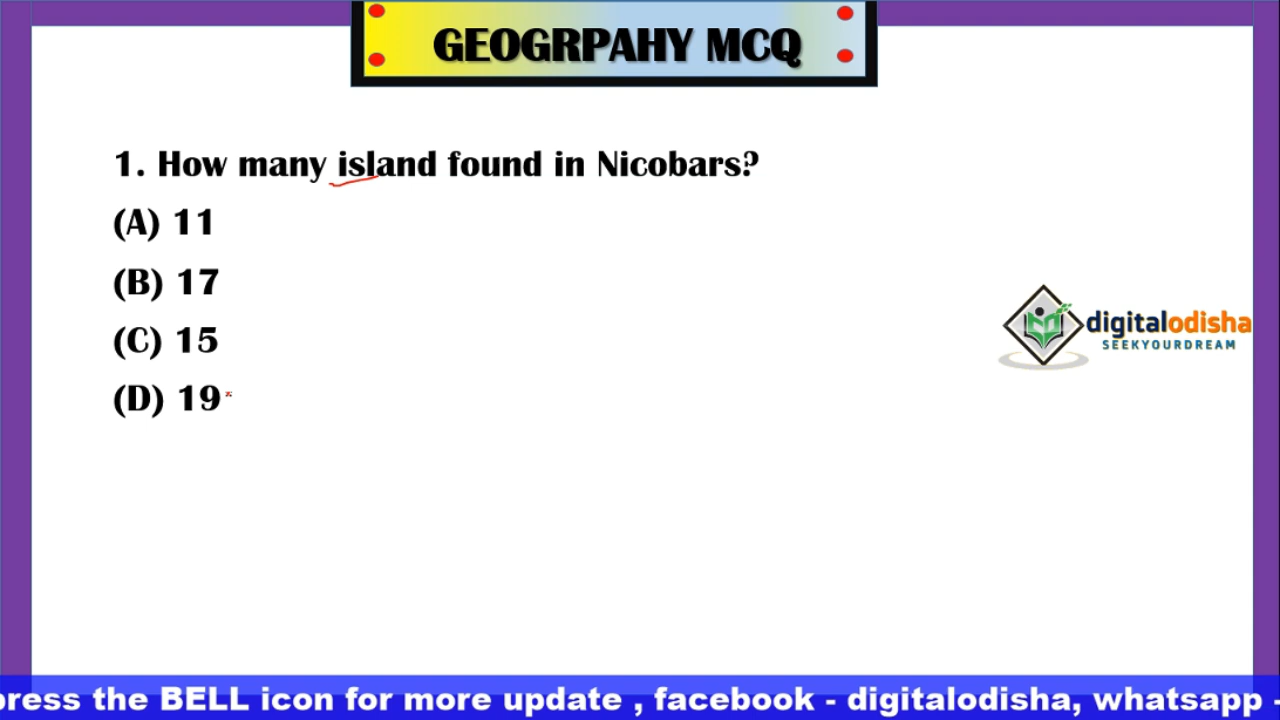 GEOGRPAHY MCQ
1. How many island found in Nicobars?
(A) 11
(B) 17
(C) 15
(D) 19
digitalodisha
SEEKYOURDREAM
press the BELL icon for more update , facebook - digitalodisha, whatsapp -